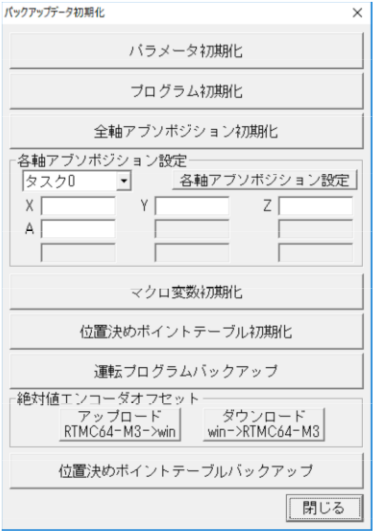 バックアップデータ初期化
パラメータ初期化
プログラム初期化
全軸アブソポジション初期化
各軸アブソポジション設定
タスク0 各軸アブソポジション設定
X Y Z
A
マクロ変数初期化
位置決めポイントテーブル初期化
運転プログラムバックアップ
絶対値エンコーダオフセット
アップロード ダウンロード
RTMC64-M3->win win->RTMC64-M3
位置決めポイントテーブルバックアップ
閉じる